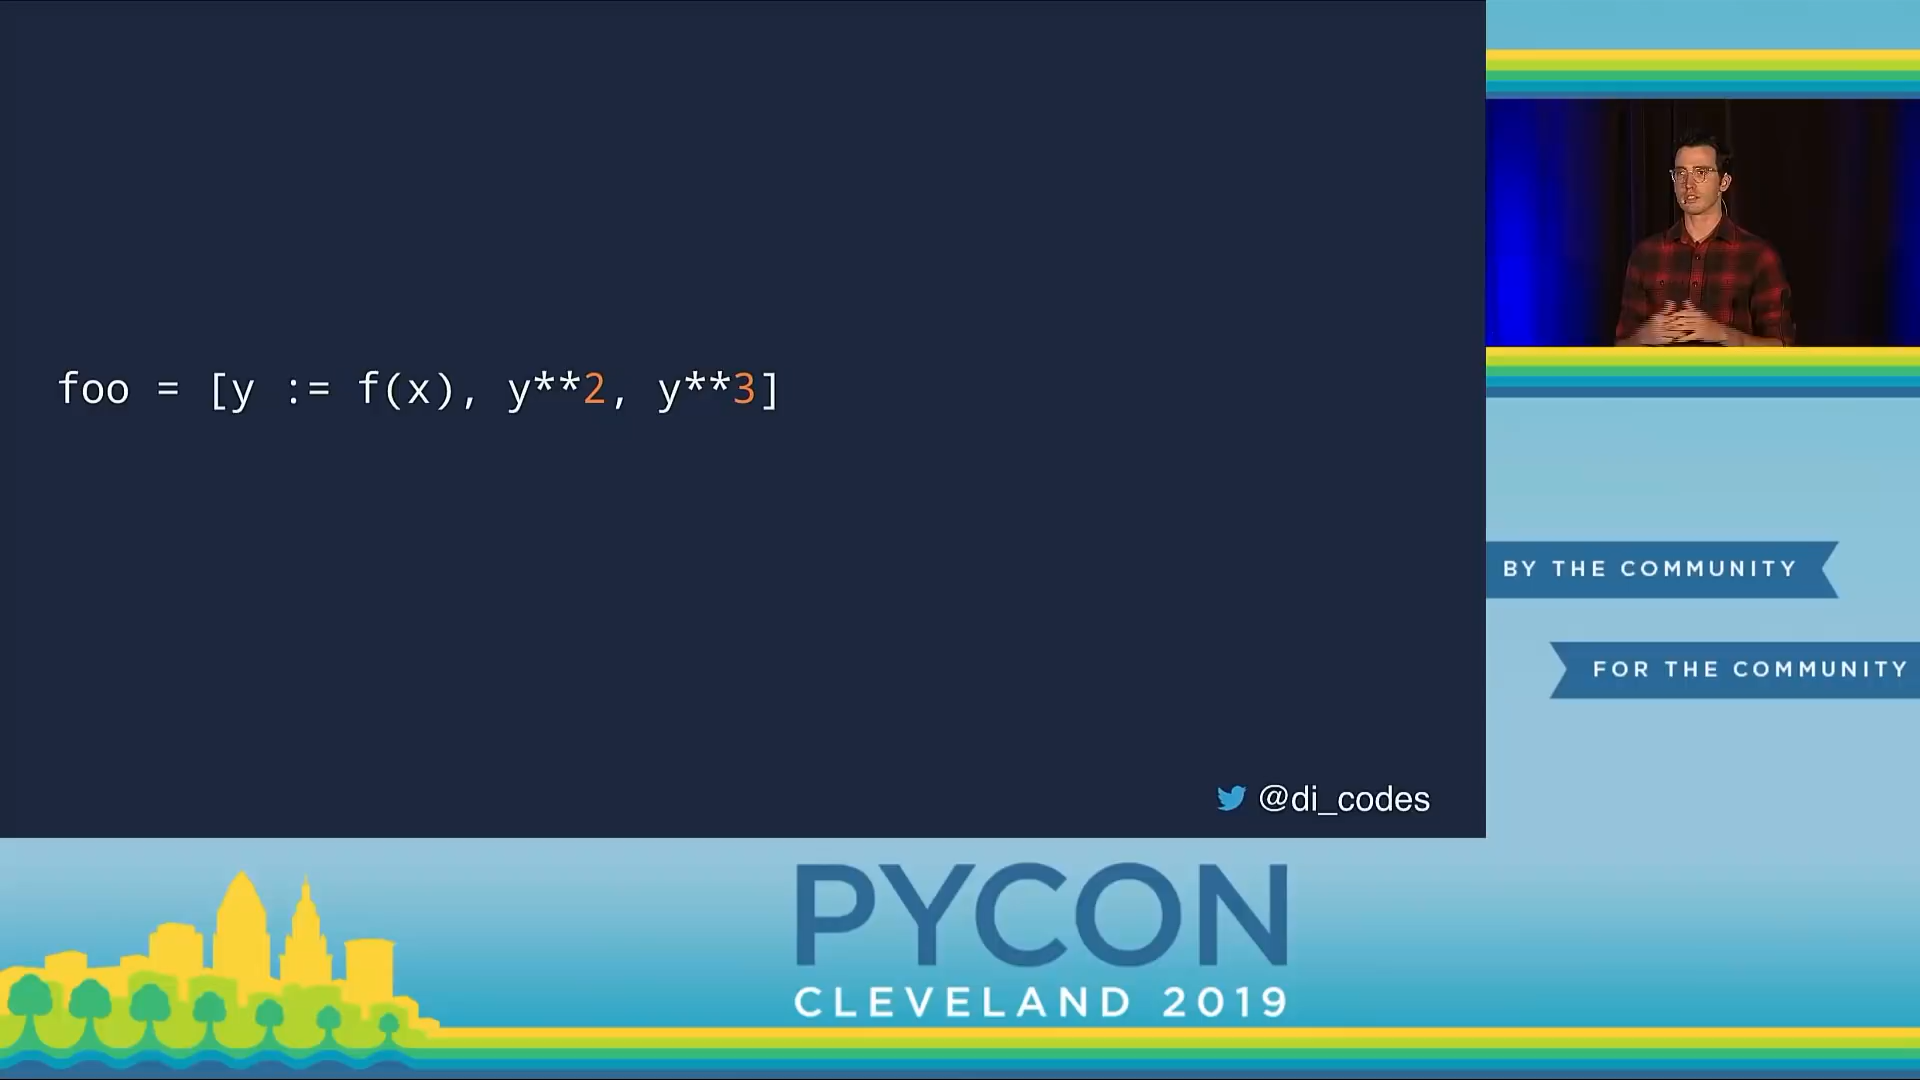 foo = [y := f(x), y**2, y**3]
@di_codes
BY THE COMMUNITY
FOR THE COMMUNITY
PYCON
CLEVELAND 2019